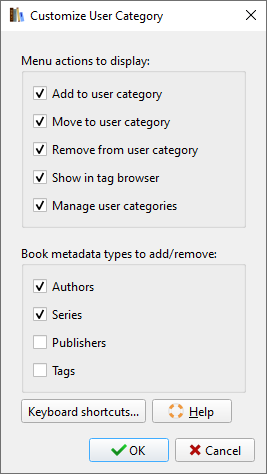 Customize User Category
Menu actions to display:
Add to user category
Move to user category
Remove from user category
Show in tag browser
Manage user categories
Book metadata types to add/remove:
Authors
Series
Publishers
Tags
Keyboard shortcuts... Help
OK Cancel